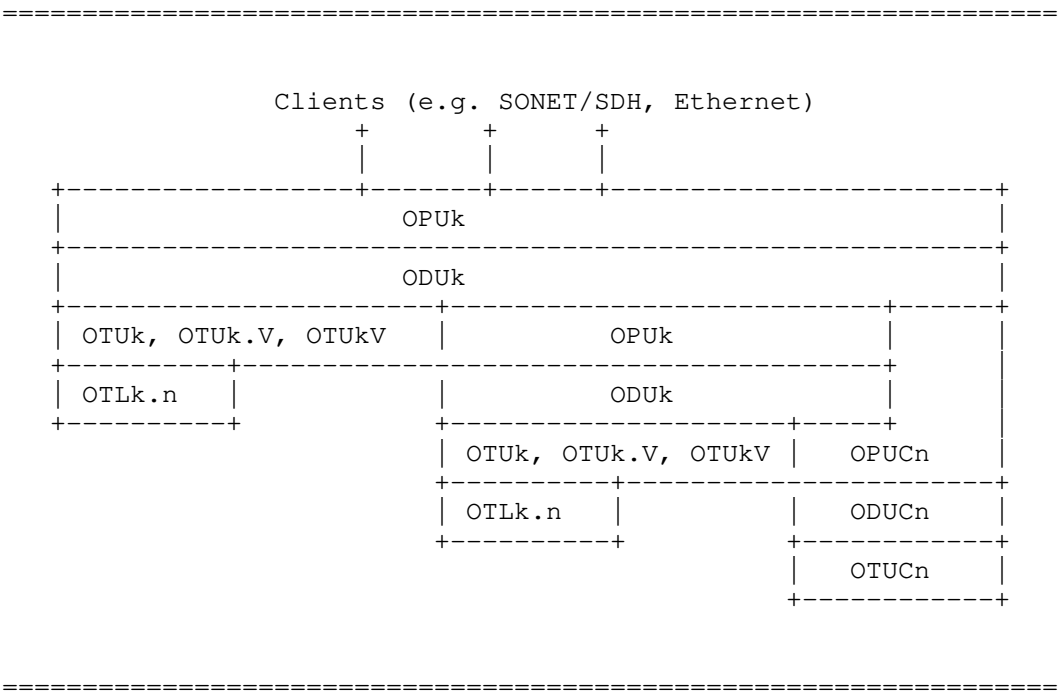 Clients (e.g. SONET/SDH, Ethernet)
OPUk
ODUk
OTUk, OTUk.V, OTUkV OPUk
OTLk.n ODUk
OTUk, OTUk.V, OTUkV OPUCn
OTLk.n ODUCn
OTUCn